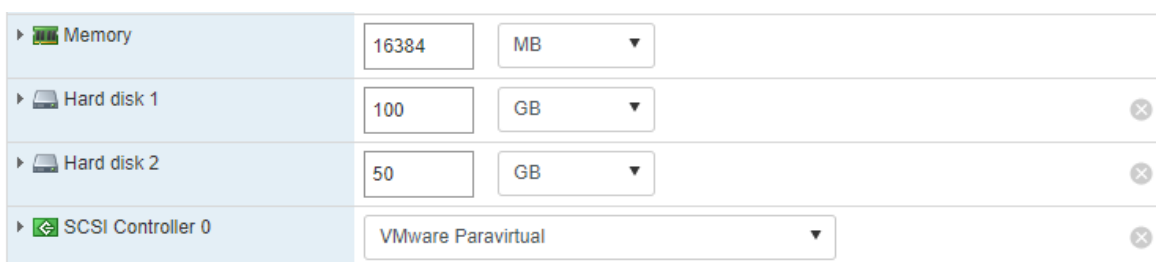 Memory 16384 MB
Hard disk 1 100 GB
Hard disk 2 50 GB
SCSI Controller 0 VMware Paravirtual